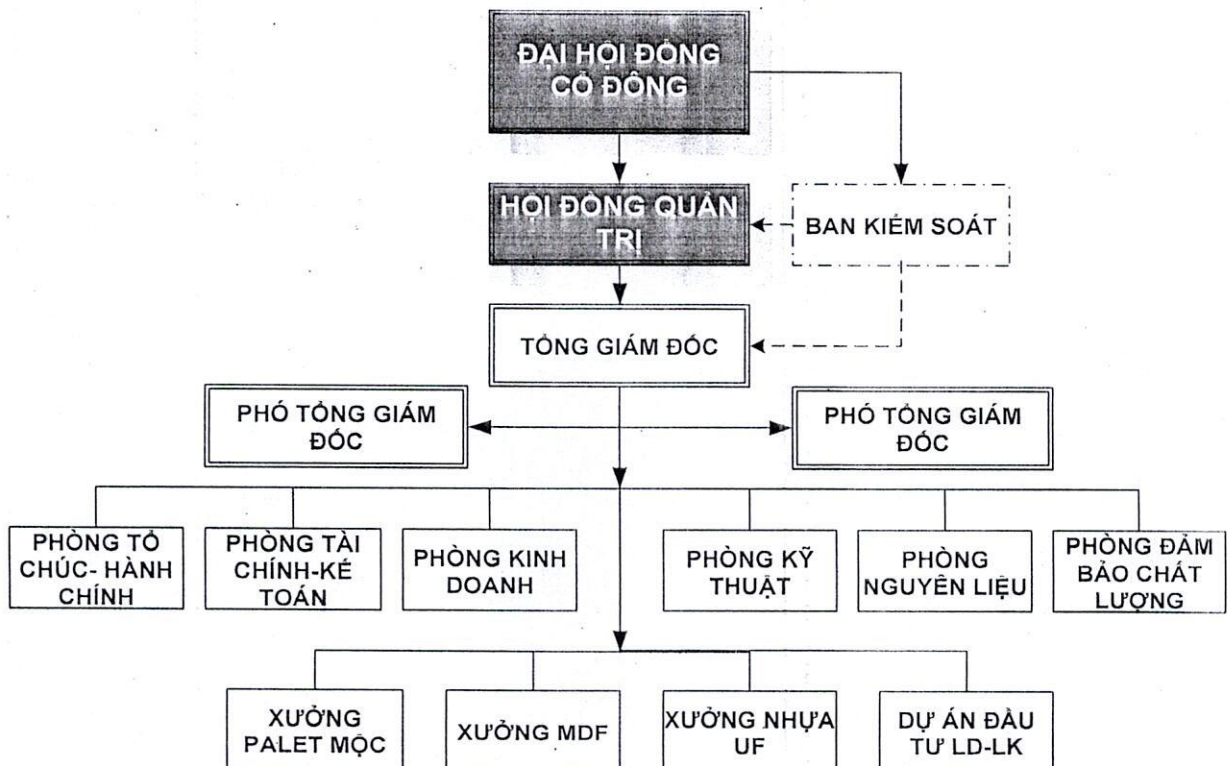 ĐẠI HỘI ĐỒNG
CỔ ĐÔNG
HỘI ĐỒNG QUẢN
TRỊ
BAN KIỂM SOÁT
TỔNG GIÁM ĐỐC
PHÓ TỔNG GIÁM
ĐỐC
PHÓ TỔNG GIÁM
ĐỐC
PHÒNG TỔ
CHÚC- HÀNH
CHÍNH
PHÒNG TÀI
CHÍNH-KẾ
TOÁN
PHÒNG KINH
DOANH
PHÒNG KỸ
THUẬT
PHÒNG
NGUYÊN LIỆU
PHÒNG ĐẢM
BẢO CHẤT
LƯỢNG
XƯỞNG
PALET MỘC
XƯỞNG MDF
XƯỞNG NHỰA
UF
DỰ ÁN ĐẦU
TƯ LD-LK